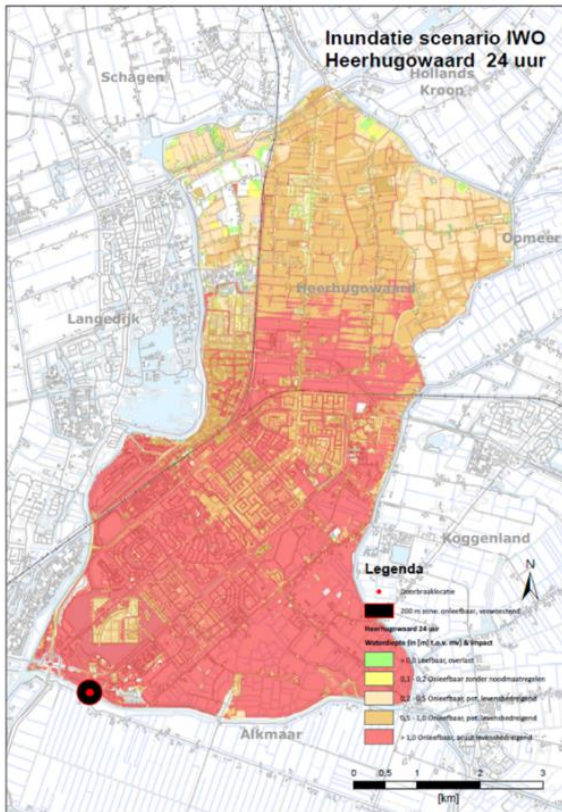 Inundatie scenario IWO
Heerhugowaard 24 uur
Schagen
Hollands
Kroon
Opmeer
Heerhugowaard
Langedijk
Koggenland
Alkmaar
N
Legenda
Doorbraaklocatie
200 m zone: onleefbaar, verwoestend
Heerhugowaard 24 uur
Waterdiepte (in [m] t.o.v. mv) & impact
> 0,0 Leefbaar, overlast
0,1 - 0,2 Onleefbaar zonder noodmaatregelen
0,2 - 0,5 Onleefbaar, pot. levensbedreigend
0,5 - 1,0 Onleefbaar, pot. levensbedreigend
> 1,0 Onleefbaar, acuut levensbedreigend
0 0,5 1 2 3
[km]